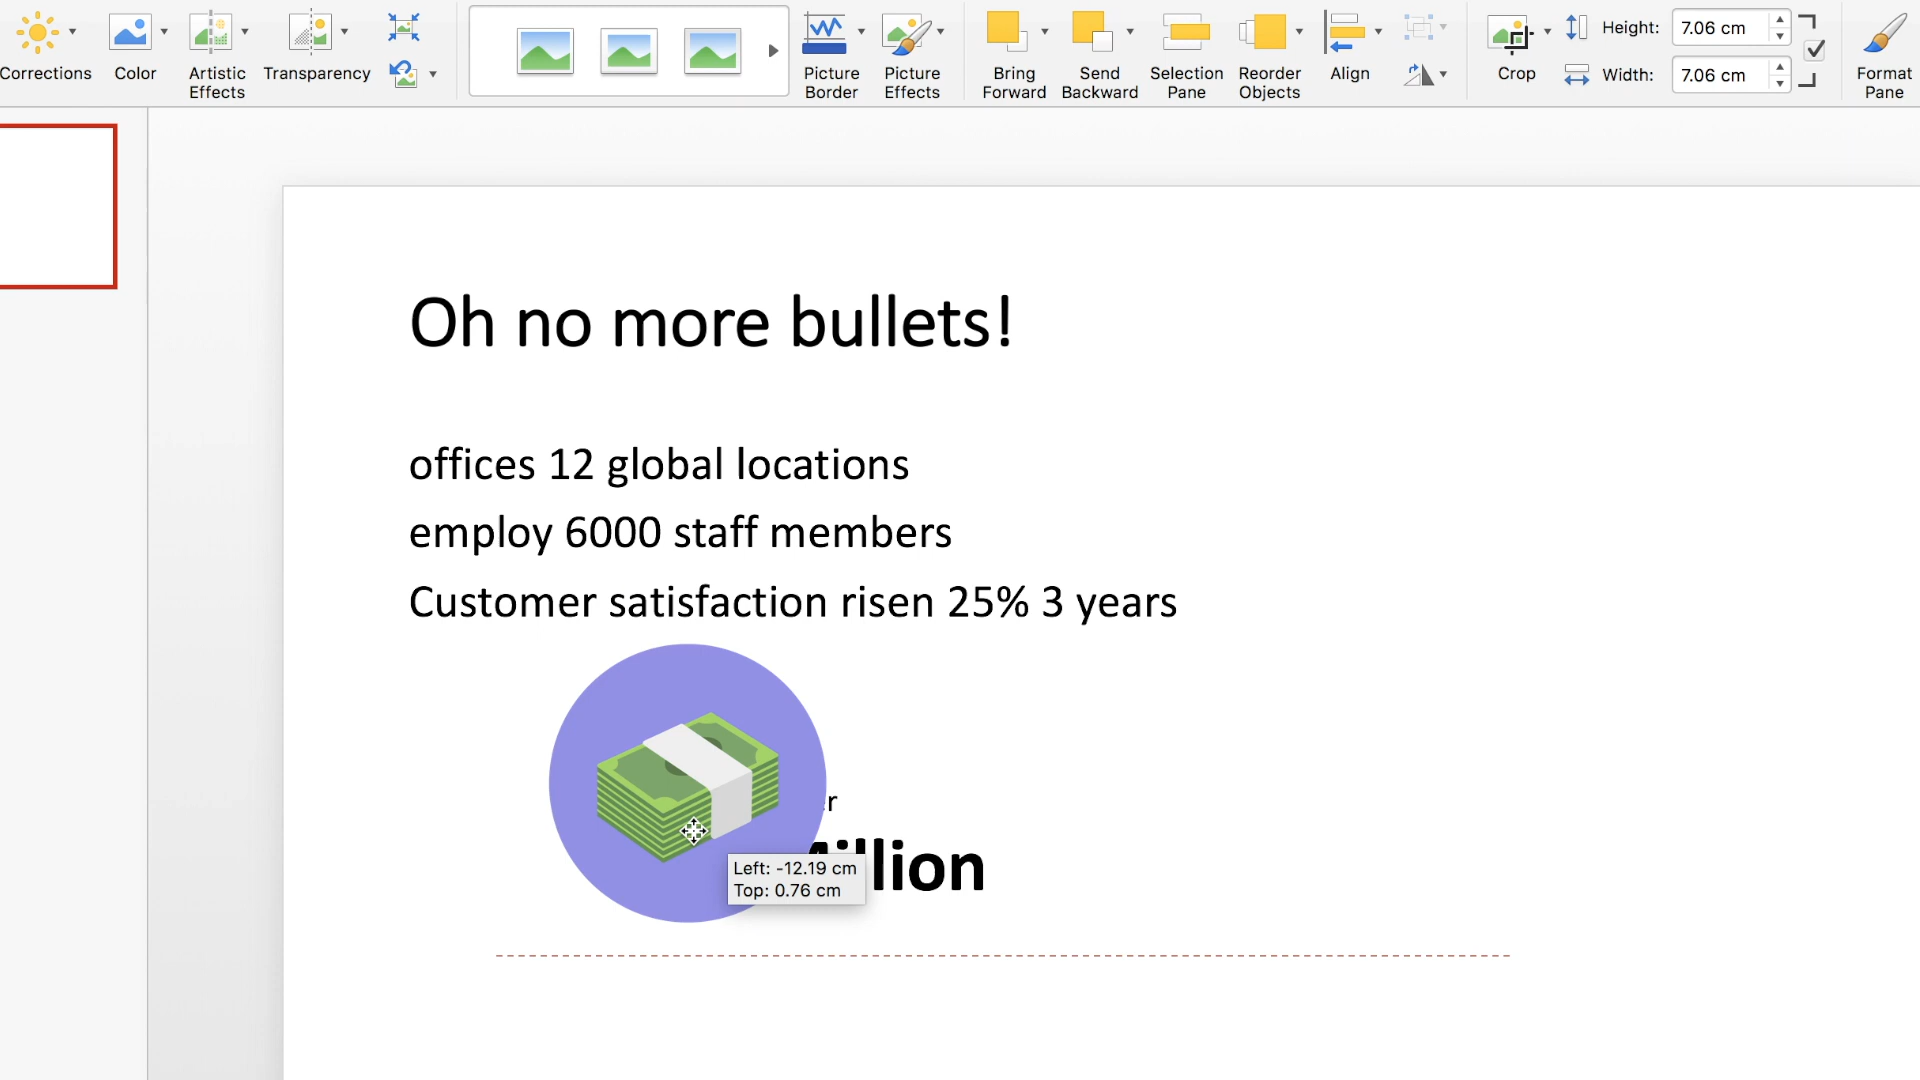 Corrections
Color
Artistic
Effects
Transparency
Picture
Border
Picture
Effects
Bring
Forward
Send
Backward
Selection
Pane
Reorder
Objects
Align
Crop
Height: 7.06 cm
Width: 7.06 cm
Format
Pane
Oh no more bullets!
offices 12 global locations
employ 6000 staff members
Customer satisfaction risen 25% 3 years
Left: -12.19 cm
Top: 0.76 cm